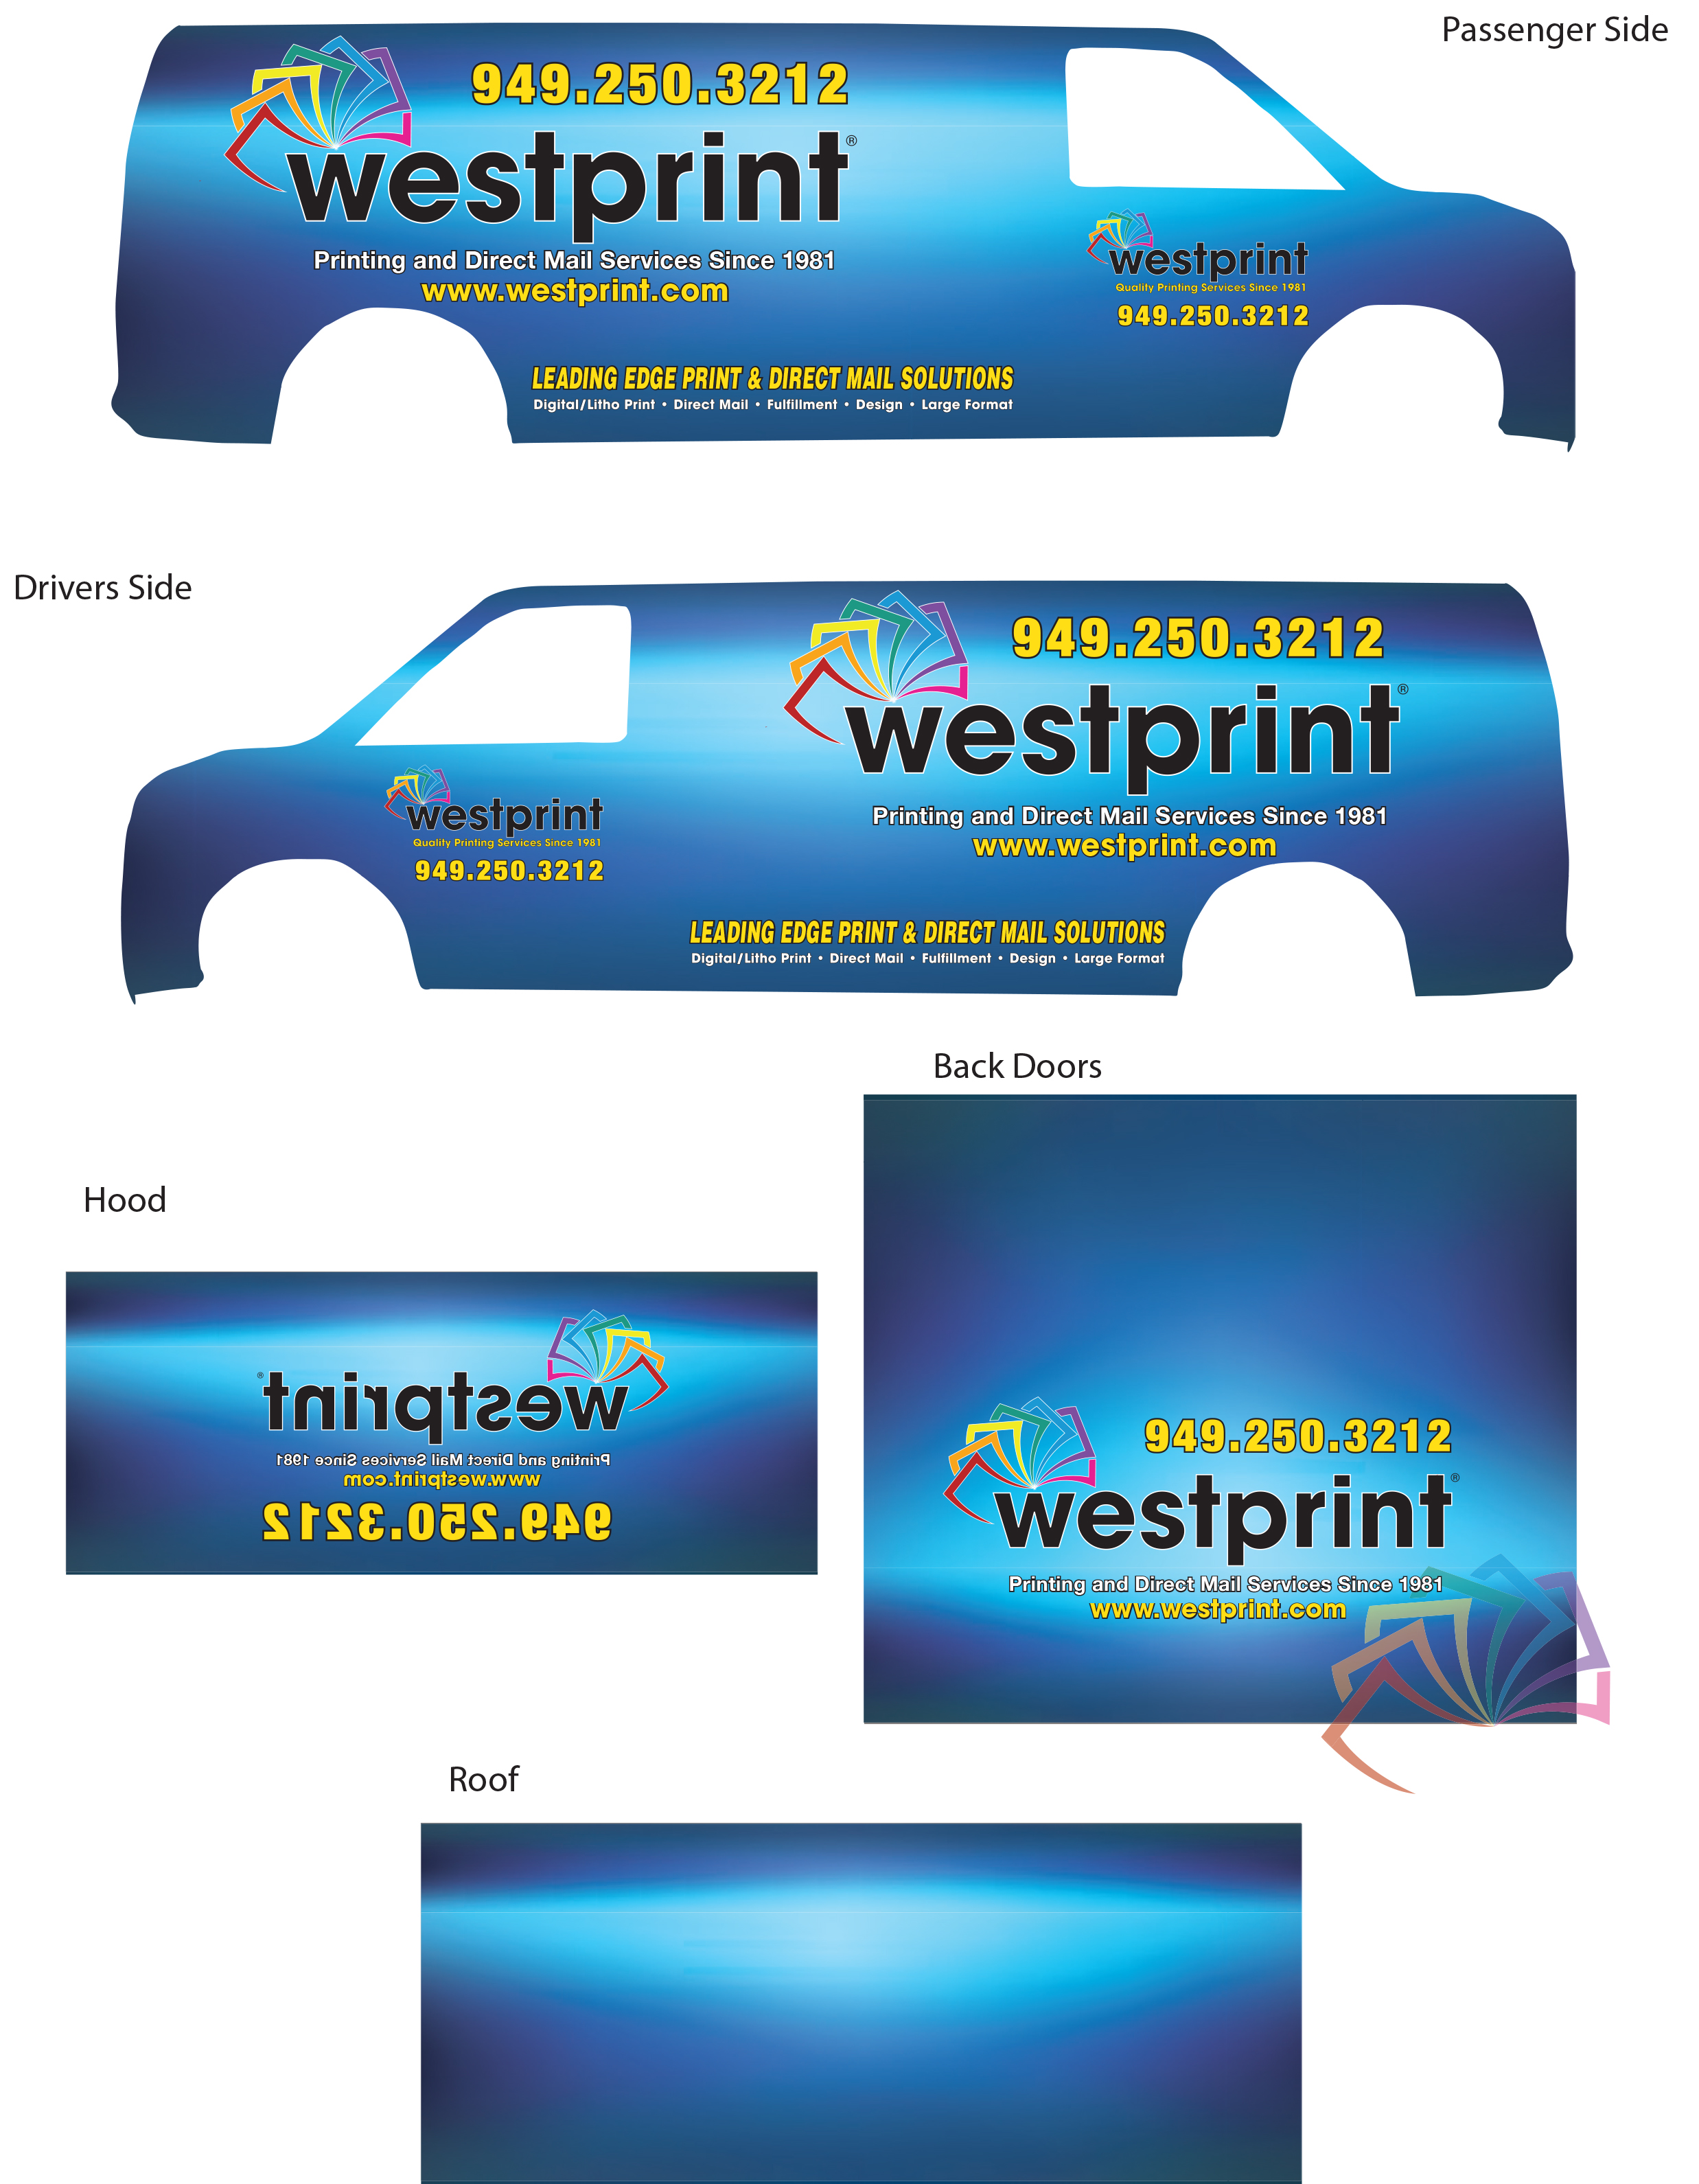 Passenger Side
949.250.3212
westprint®
Printing and Direct Mail Services Since 1981
www.westprint.com
westprint
Quality Printing Services Since 1981
949.250.3212
LEADING EDGE PRINT & DIRECT MAIL SOLUTIONS
Digital/Litho Print • Direct Mail • Fulfillment • Design • Large Format
Drivers Side
949.250.3212
westprint®
Printing and Direct Mail Services Since 1981
www.westprint.com
westprint
Quality Printing Services Since 1981
949.250.3212
LEADING EDGE PRINT & DIRECT MAIL SOLUTIONS
Digital/Litho Print • Direct Mail • Fulfillment • Design • Large Format
Back Doors
949.250.3212
westprint®
Printing and Direct Mail Services Since 1981
www.westprint.com
Hood
westprint®
Printing and Direct Mail Services Since 1981
www.westprint.com
949.250.3212
Roof